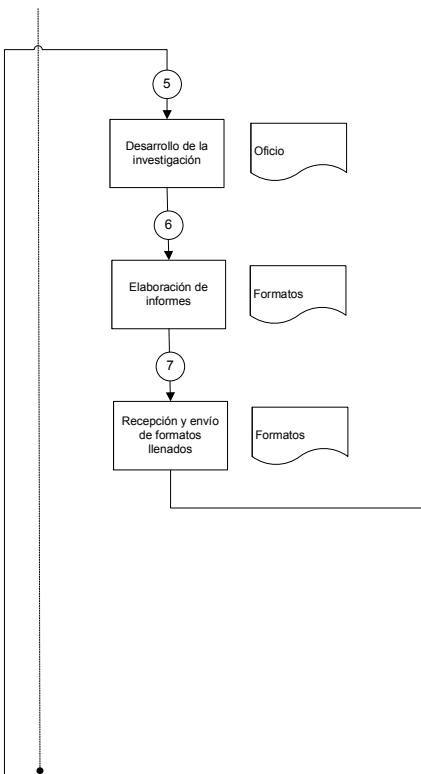 5
Desarrollo de la
investigación
Oficio
6
Elaboración de
informes
Formatos
7
Recepción y envío
de formatos
llenados
Formatos